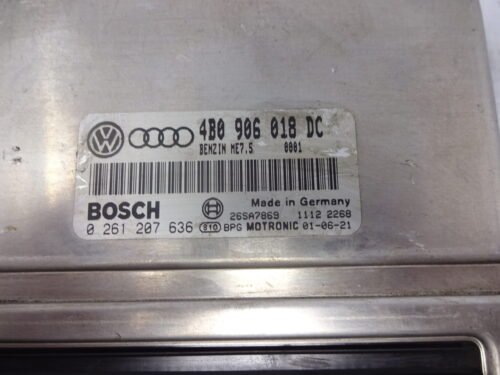 4B0 906 018 DC
BENZIN ME7.5 0001
Made in Germany
BOSCH 26SA7869 1112 2268
0 261 207 636 810 BPG MOTRONIC 01-06-21